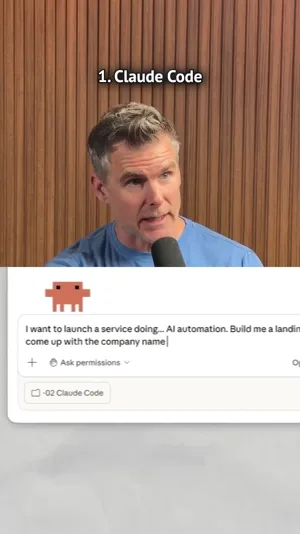 1. Claude Code
I want to launch a service doing... AI automation. Build me a
come up with the company name
Ask permissions
-02 Claude Code